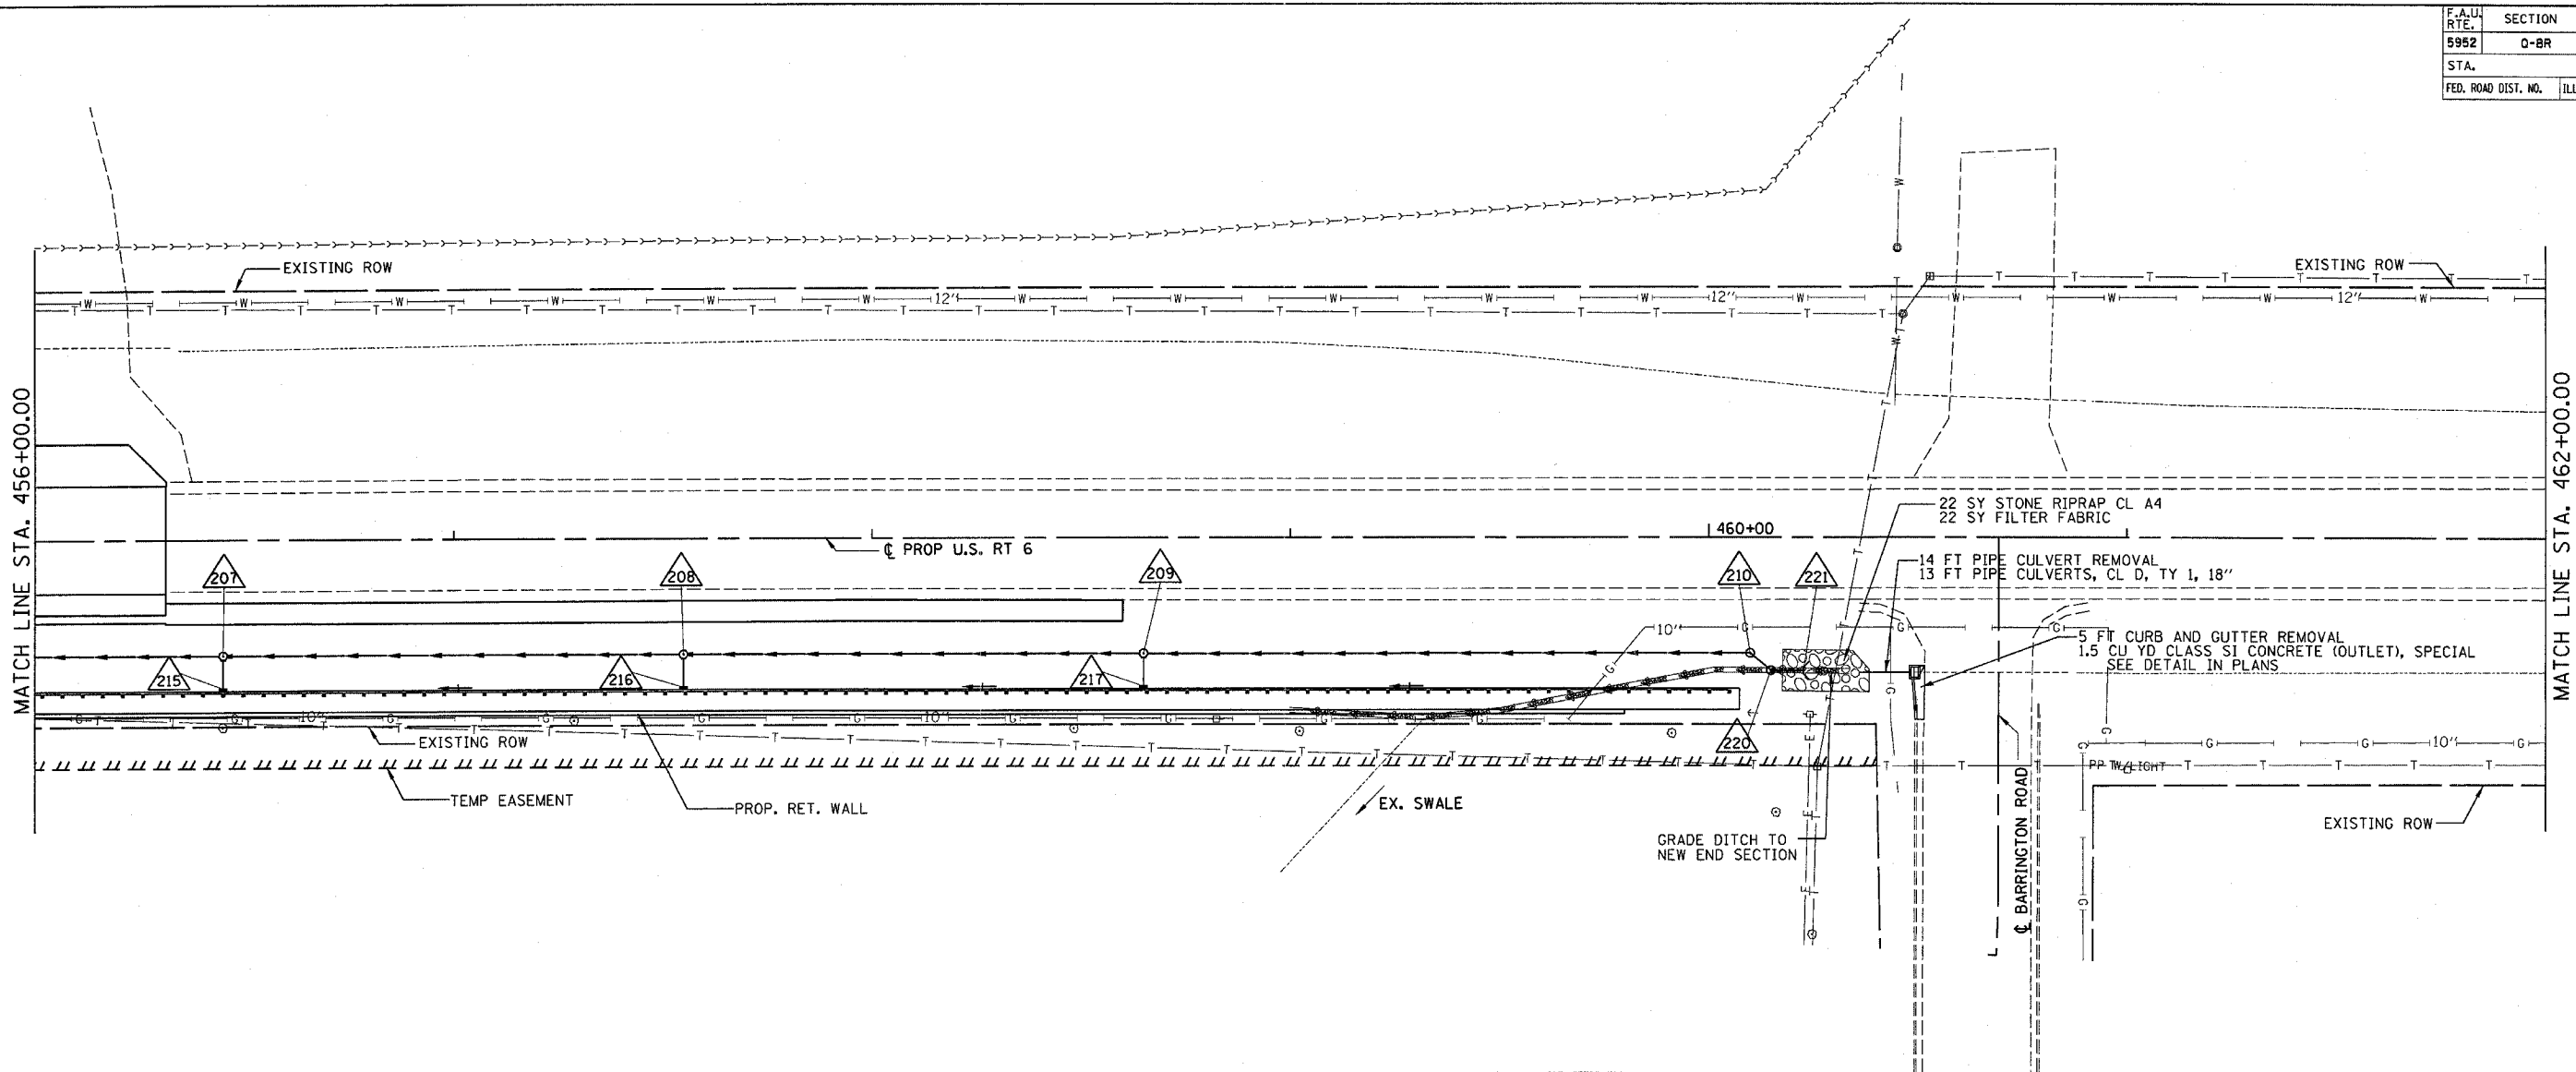 F.A.U. RTE. SECTION
5952 Q-8R
STA.
FED. ROAD DIST. NO. ILL
MATCH LINE STA. 456+00.00
MATCH LINE STA. 462+00.00
EXISTING ROW
EXISTING ROW
12"
12"
12"
460+00
℄ PROP U.S. RT 6
22 SY STONE RIPRAP CL A4
22 SY FILTER FABRIC
14 FT PIPE CULVERT REMOVAL
13 FT PIPE CULVERTS, CL D, TY I, 18"
207
208
209
210
221
5 FT CURB AND GUTTER REMOVAL
1.5 CU YD CLASS SI CONCRETE (OUTLET), SPECIAL
SEE DETAIL IN PLANS
10"
215
216
217
220
10"
10"
10"
EXISTING ROW
PP W/LIGHT
TEMP EASEMENT
PROP. RET. WALL
EX. SWALE
GRADE DITCH TO
NEW END SECTION
℄ BARRINGTON ROAD
EXISTING ROW